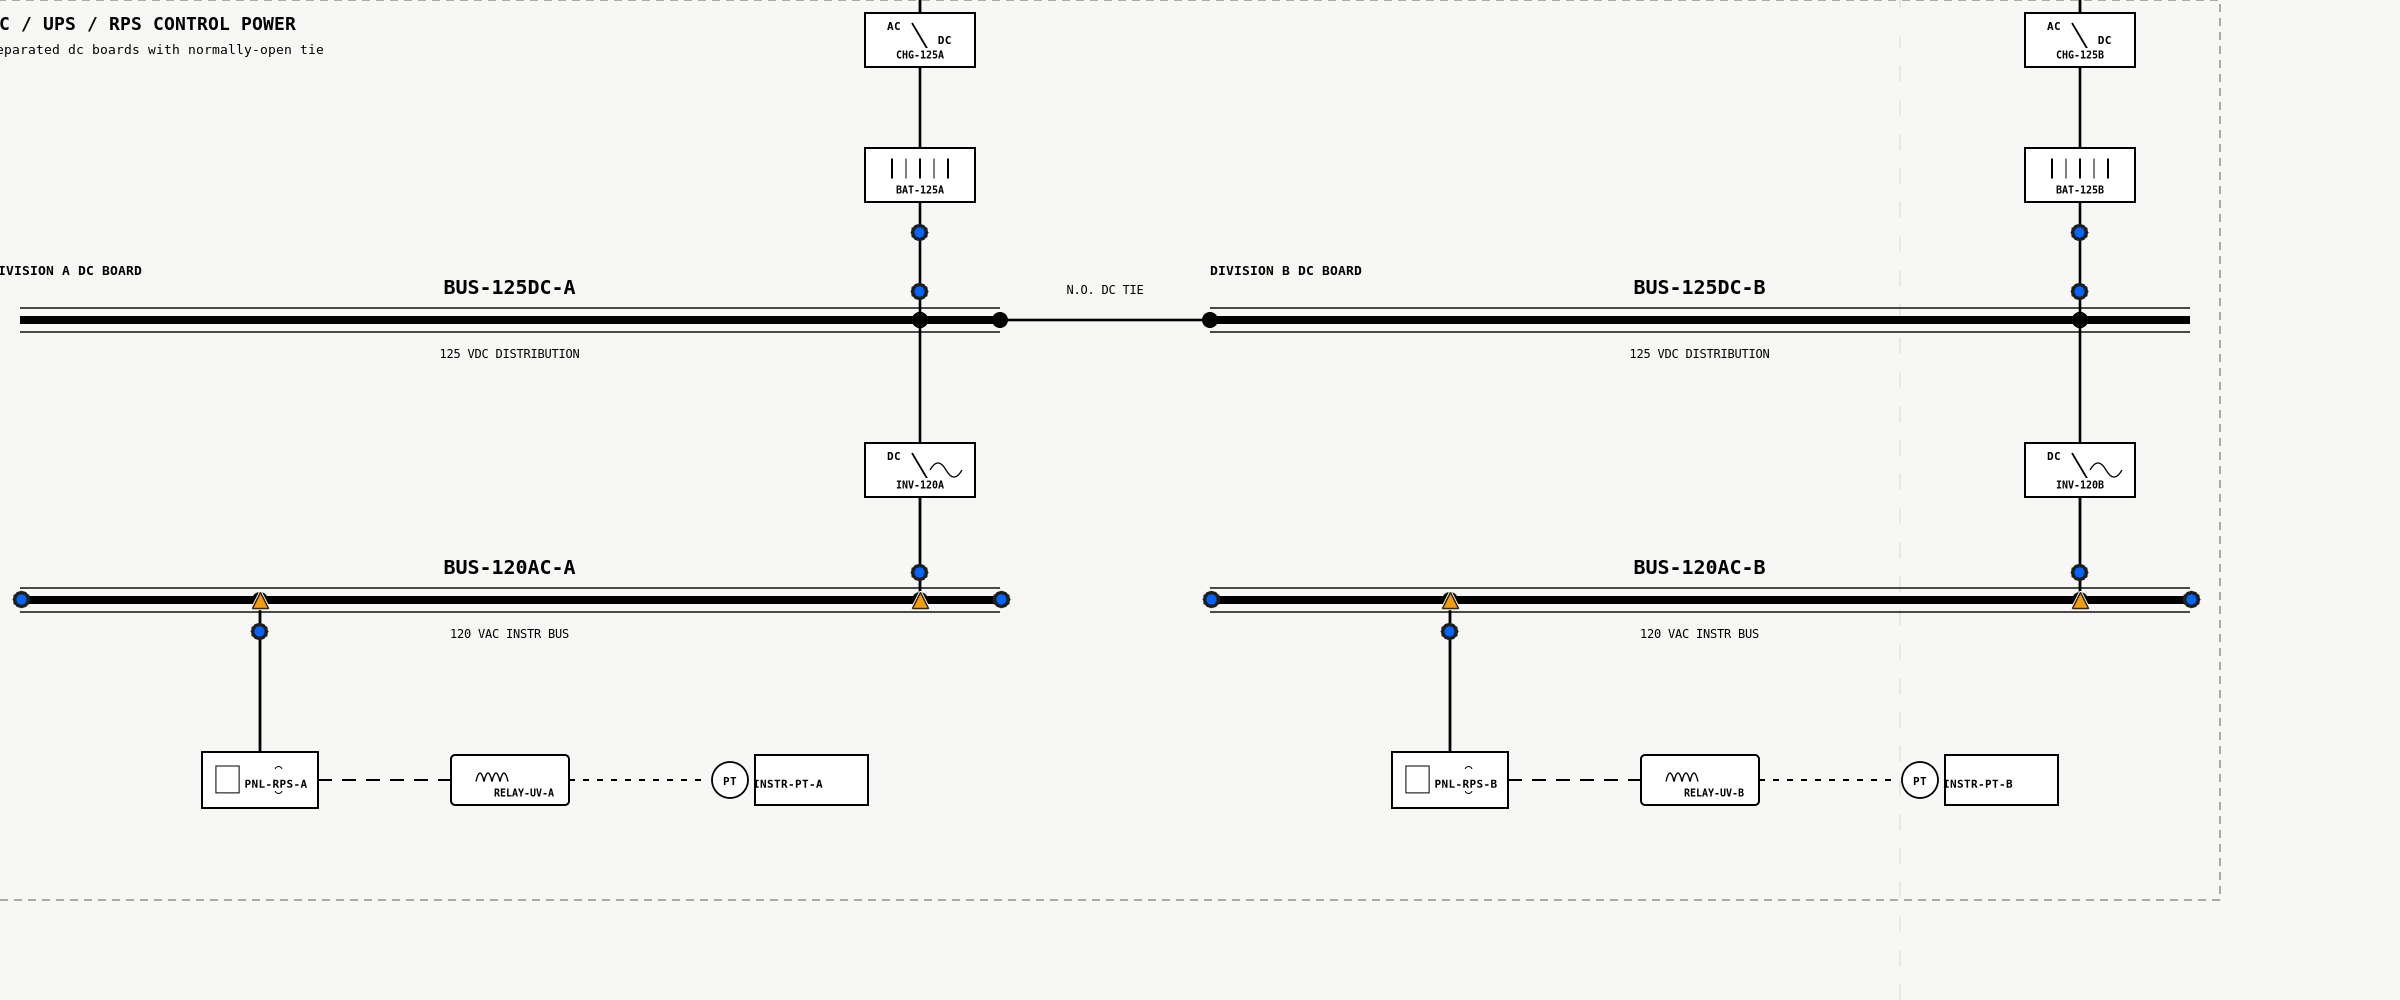 C / UPS / RPS CONTROL POWER
eparated dc boards with normally-open tie
AC
DC
CHG-125A
AC
DC
CHG-125B
BAT-125A
BAT-125B
IVISION A DC BOARD
BUS-125DC-A
N.O. DC TIE
DIVISION B DC BOARD
BUS-125DC-B
125 VDC DISTRIBUTION
125 VDC DISTRIBUTION
DC
INV-120A
DC
INV-120B
BUS-120AC-A
BUS-120AC-B
120 VAC INSTR BUS
120 VAC INSTR BUS
PNL-RPS-A
RELAY-UV-A
PT
INSTR-PT-A
PNL-RPS-B
RELAY-UV-B
PT
INSTR-PT-B